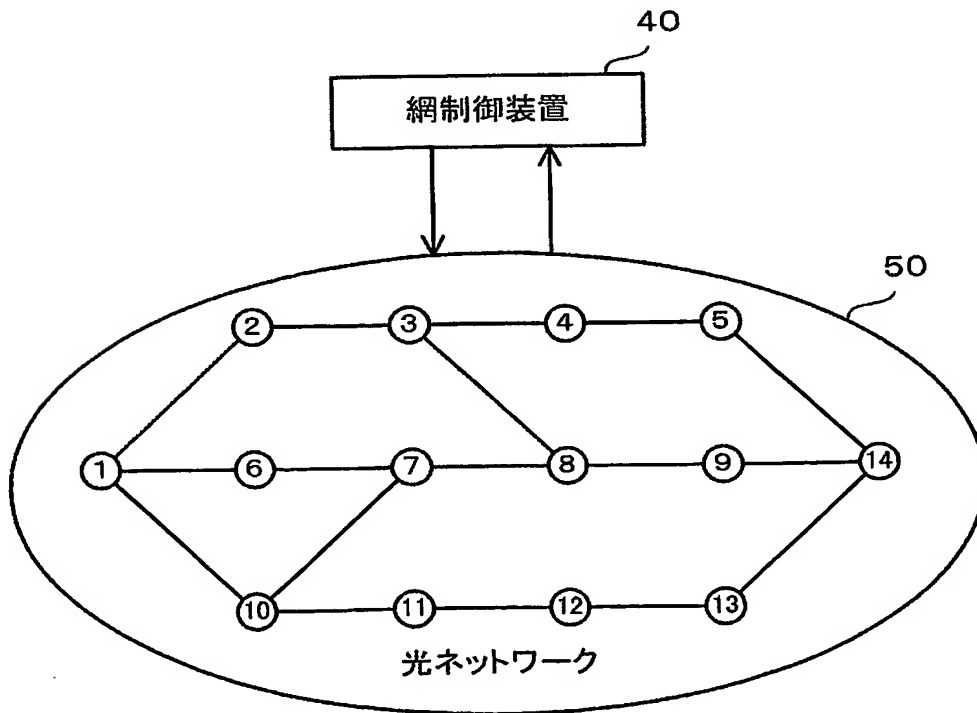 40
網制御装置
50
② ③ ④ ⑤
① ⑥ ⑦ ⑧ ⑨ ⑭
⑩ ⑪ ⑫ ⑬
光ネットワーク